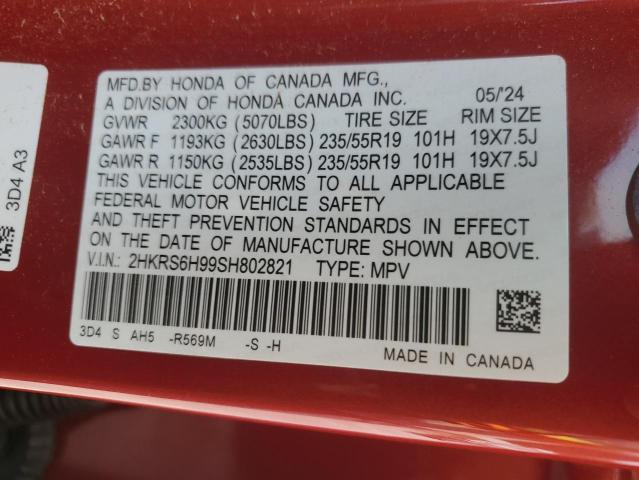 MFD.BY HONDA OF CANADA MFG.,
A DIVISION OF HONDA CANADA INC. 05/'24
GVWR 2300KG (5070LBS) TIRE SIZE RIM SIZE
GAWR F 1193KG (2630LBS) 235/55R19 101H 19X7.5J
GAWR R 1150KG (2535LBS) 235/55R19 101H 19X7.5J
THIS VEHICLE CONFORMS TO ALL APPLICABLE
FEDERAL MOTOR VEHICLE SAFETY
AND THEFT PREVENTION STANDARDS IN EFFECT
ON THE DATE OF MANUFACTURE SHOWN ABOVE.
V.I.N.: 2HKRS6H99SH802821 TYPE: MPV
3D4 S AH5 -R569M -S -H
MADE IN CANADA
3D4 A3